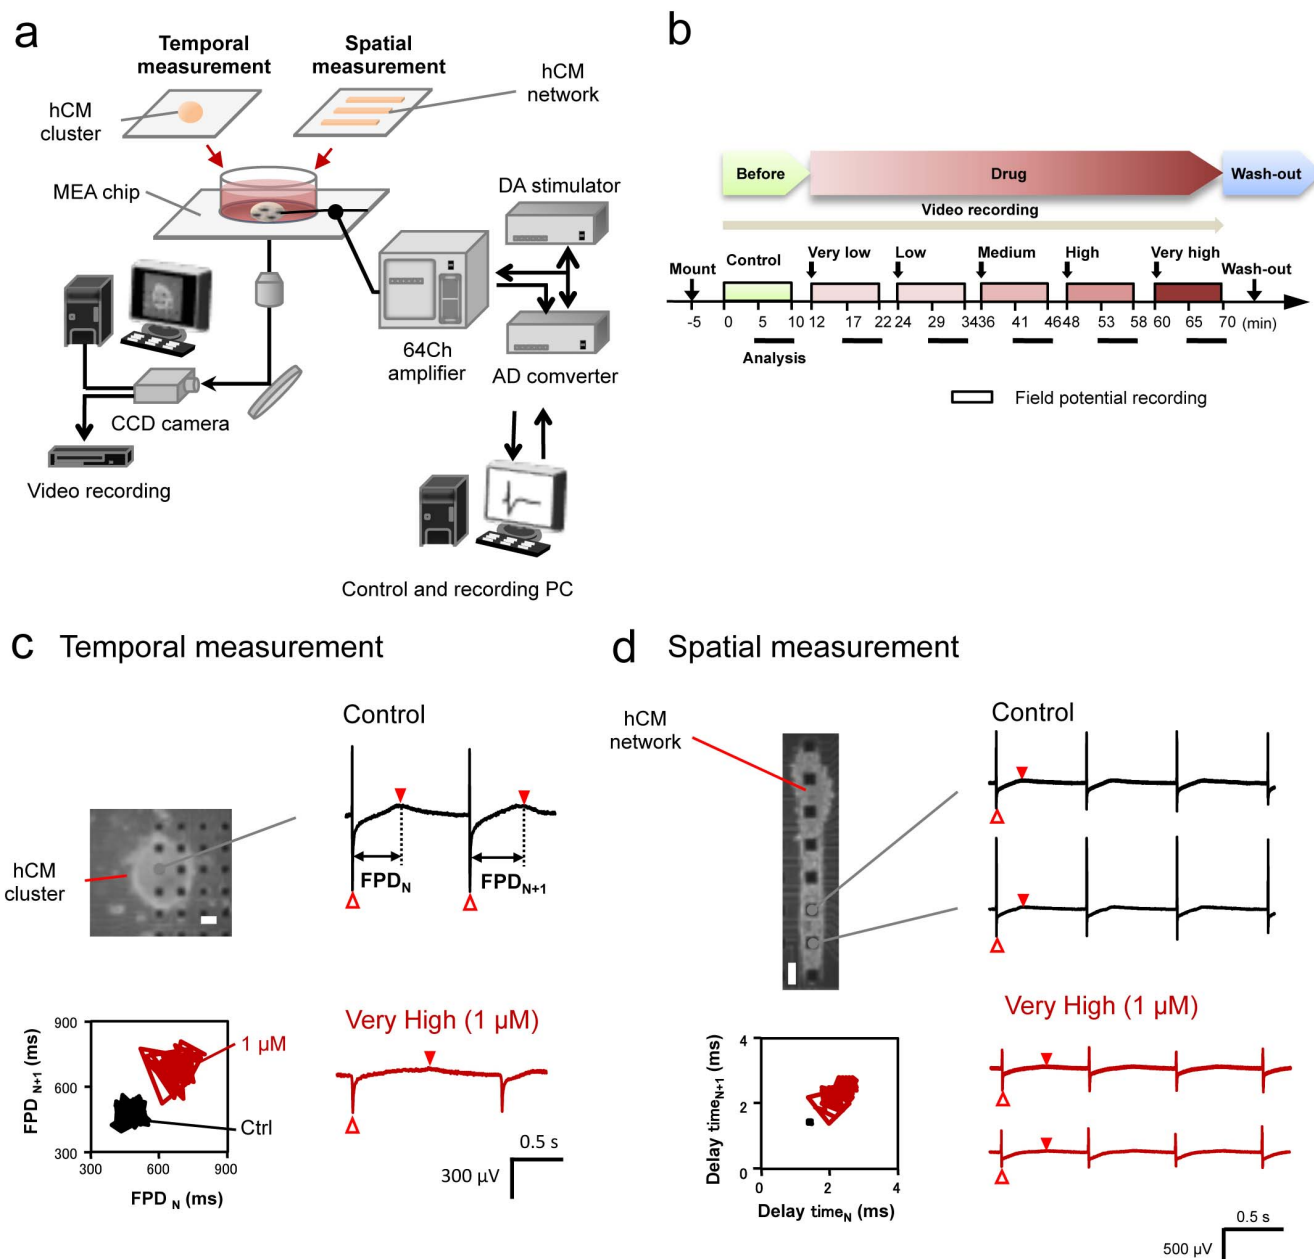 a
Temporal
measurement
Spatial
measurement
hCM
cluster
hCM
network
MEA chip
DA stimulator
64Ch
amplifier
AD comverter
CCD camera
Video recording
Control and recording PC
b
Before
Drug
Wash-out
Video recording
Mount
Control
Very low
Low
Medium
High
Very high
Wash-out
-5 0 5 10 12 17 22 24 29 34 36 41 46 48 53 58 60 65 70 (min)
Analysis
Field potential recording
c Temporal measurement
Control
hCM
cluster
FPD N
FPD N+1
900
600
300
300 600 900
FPD N+1 (ms)
FPD N (ms)
1 µM
Ctrl
Very High (1 µM)
0.5 s
300 µV
d Spatial measurement
hCM
network
Control
4
2
0
0 2 4
(ms)
Delay time N+1
Delay time N (ms)
Very High (1 µM)
0.5 s
500 µV